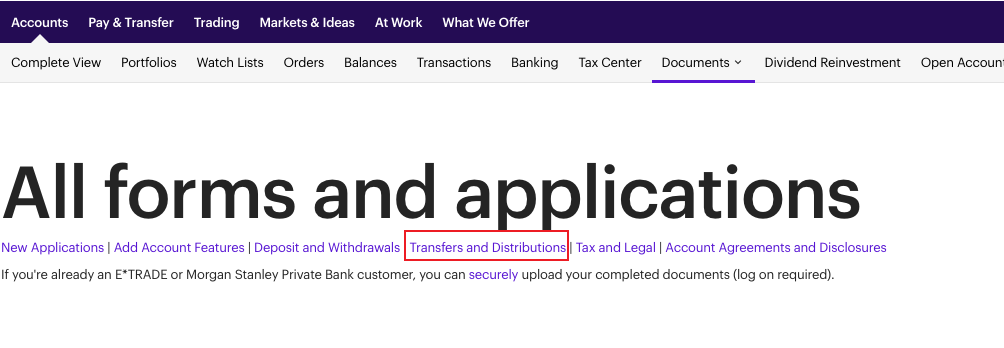 Accounts Pay & Transfer Trading Markets & Ideas At Work What We Offer
Complete View Portfolios Watch Lists Orders Balances Transactions Banking Tax Center Documents Dividend Reinvestment Open Accoun
All forms and applications
New Applications | Add Account Features | Deposit and Withdrawals Transfers and Distributions | Tax and Legal | Account Agreements and Disclosures
If you're already an E*TRADE or Morgan Stanley Private Bank customer, you can securely upload your completed documents (log on required).